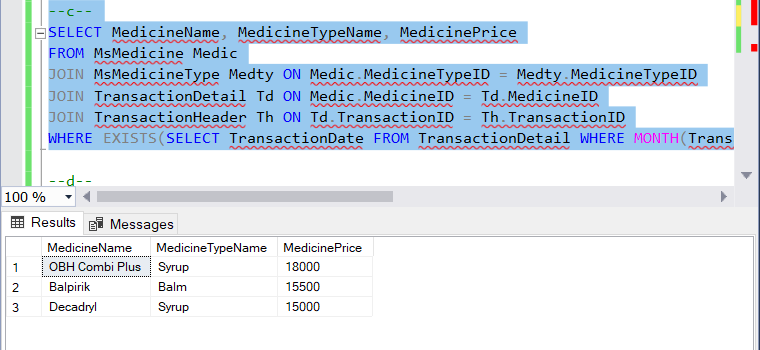 --c--
SELECT MedicineName, MedicineTypeName, MedicinePrice
FROM MsMedicine Medic
JOIN MsMedicineType Medty ON Medic.MedicineTypeID = Medty.MedicineTypeID
JOIN TransactionDetail Td ON Medic.MedicineID = Td.MedicineID
JOIN TransactionHeader Th ON Td.TransactionID = Th.TransactionID
WHERE EXISTS(SELECT TransactionDate FROM TransactionDetail WHERE MONTH(Trans
--d--
100 %
Results Messages
MedicineName MedicineTypeName MedicinePrice
1 OBH Combi Plus Syrup 18000
2 Balpirik Balm 15500
3 Decadryl Syrup 15000